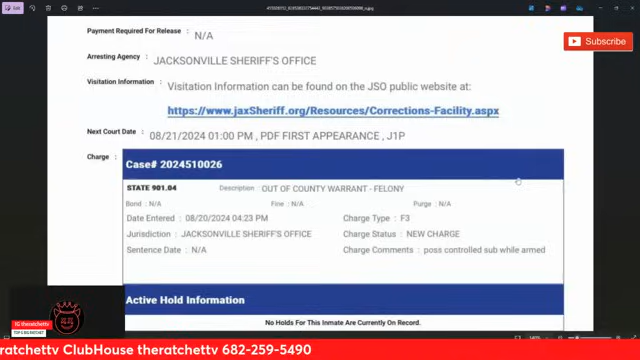 Edit
Payment Required For Release : N/A
Arresting Agency : JACKSONVILLE SHERIFF'S OFFICE
Subscribe
Visitation Information : Visitation Information can be found on the JSO public website at:
https://www.jaxSheriff.org/Resources/Corrections-Facility.aspx
Next Court Date : 08/21/2024 01:00 PM , PDF FIRST APPEARANCE , J1P
Charge :
Case# 2024510026
STATE 901.04 Description OUT OF COUNTY WARRANT - FELONY
Bond : N/A Fine : N/A Purge : N/A
Date Entered : 08/20/2024 04:23 PM Charge Type : F3
Jurisdiction : JACKSONVILLE SHERIFF'S OFFICE Charge Status : NEW CHARGE
Sentence Date : N/A Charge Comments : poss controlled sub while armed
Active Hold Information
No Holds For This Inmate Are Currently On Record.
IG theratchettv
ratchettv ClubHouse theratchettv 682-259-5490